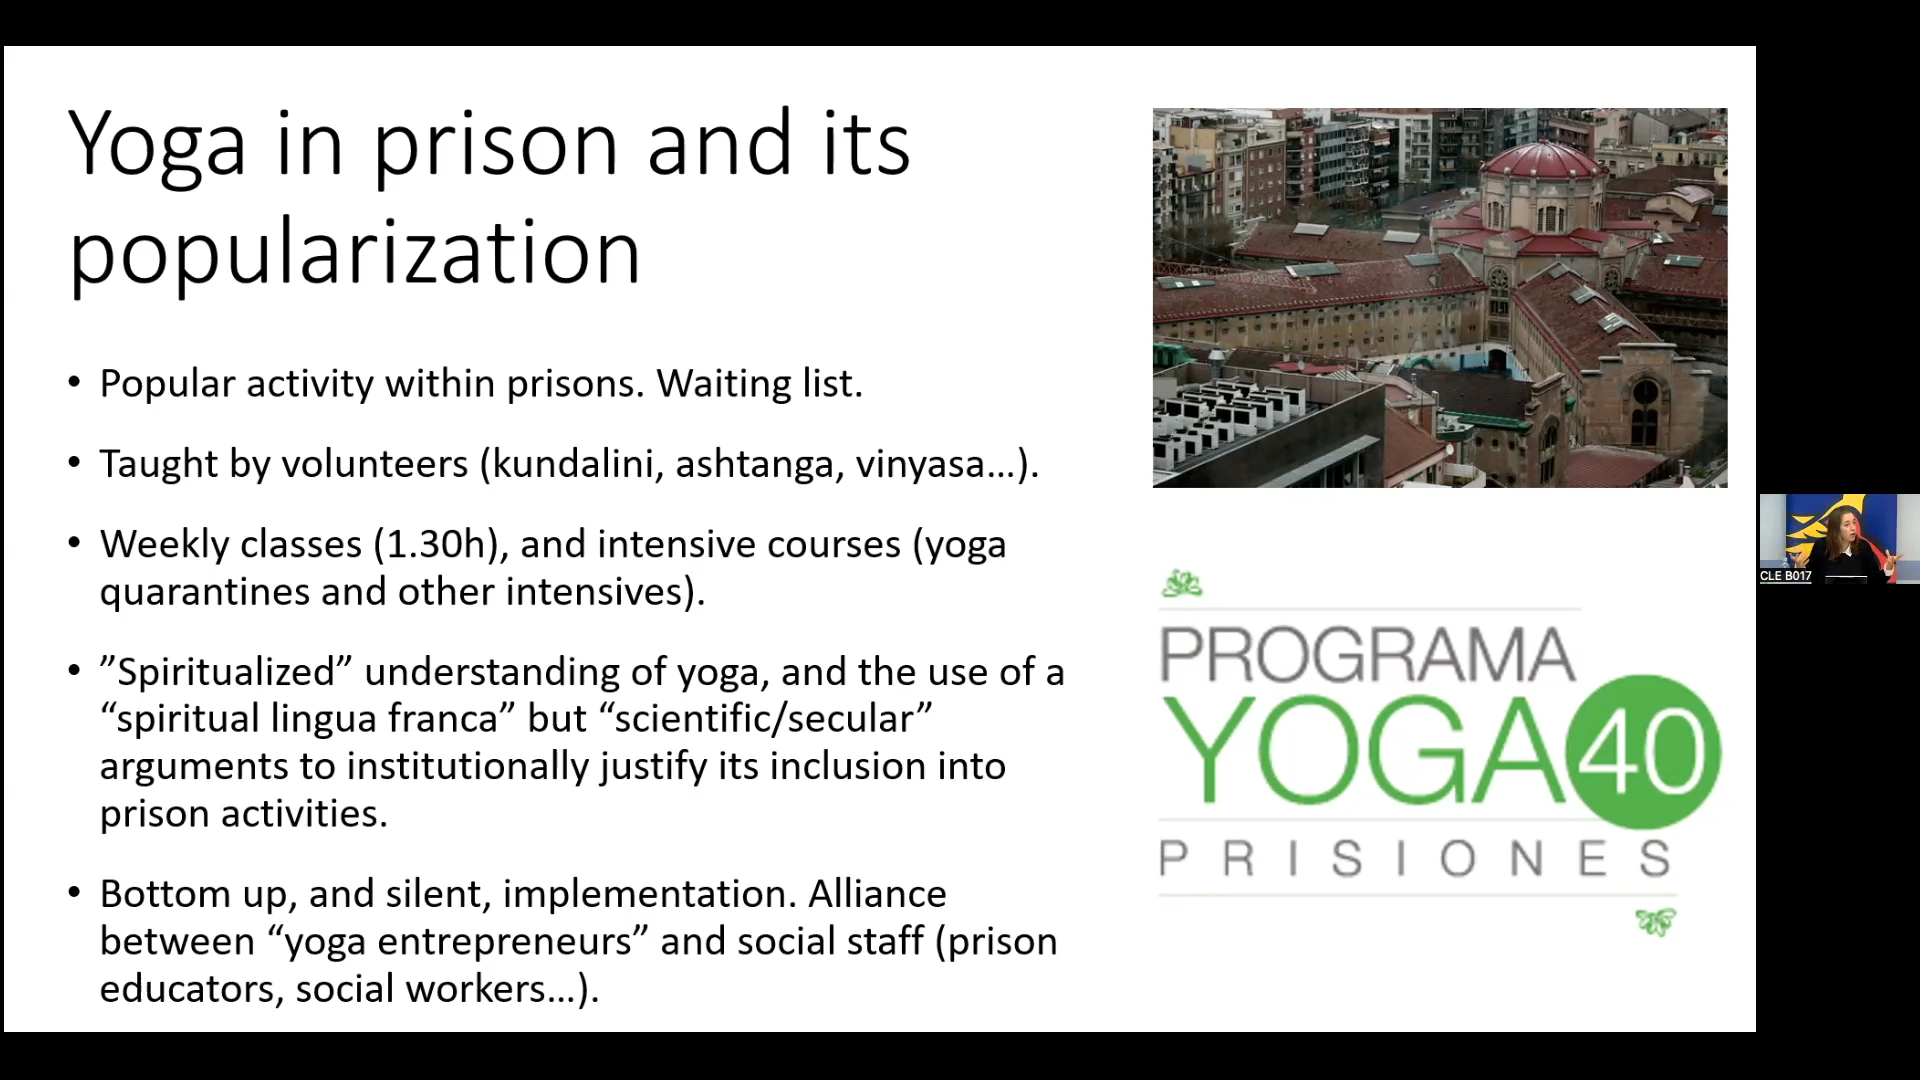 Yoga in prison and its
popularization
• Popular activity within prisons. Waiting list.
• Taught by volunteers (kundalini, ashtanga, vinyasa…).
• Weekly classes (1.30h), and intensive courses (yoga
quarantines and other intensives).
• ”Spiritualized” understanding of yoga, and the use of a
“spiritual lingua franca” but “scientific/secular”
arguments to institutionally justify its inclusion into
prison activities.
• Bottom up, and silent, implementation. Alliance
between “yoga entrepreneurs” and social staff (prison
educators, social workers…).
PROGRAMA
YOGA 40
PRISIONES
CLE B017